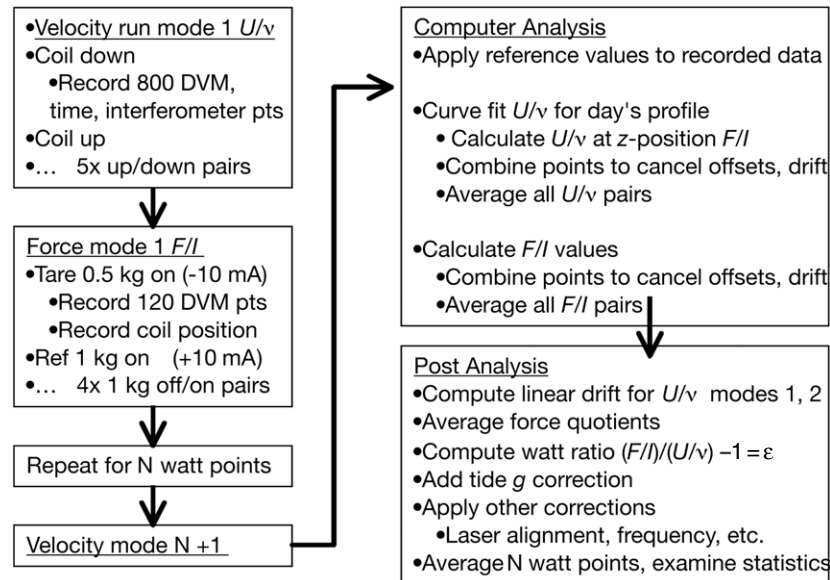 •Velocity run mode 1 U/ν
•Coil down
•Record 800 DVM,
time, interferometer pts
•Coil up
•... 5x up/down pairs
Force mode 1 F/I
•Tare 0.5 kg on (-10 mA)
•Record 120 DVM pts
•Record coil position
•Ref 1 kg on (+10 mA)
•... 4x 1 kg off/on pairs
Repeat for N watt points
Velocity mode N +1
Computer Analysis
•Apply reference values to recorded data
•Curve fit U/ν for day's profile
•Calculate U/ν at z-position F/I
•Combine points to cancel offsets, drift
•Average all U/ν pairs
•Calculate F/I values
•Combine points to cancel offsets, drift
•Average all F/I pairs
Post Analysis
•Compute linear drift for U/ν modes 1, 2
•Average force quotients
•Compute watt ratio (F/I)/(U/ν) −1 = ε
•Add tide g correction
•Apply other corrections
•Laser alignment, frequency, etc.
•Average N watt points, examine statistics